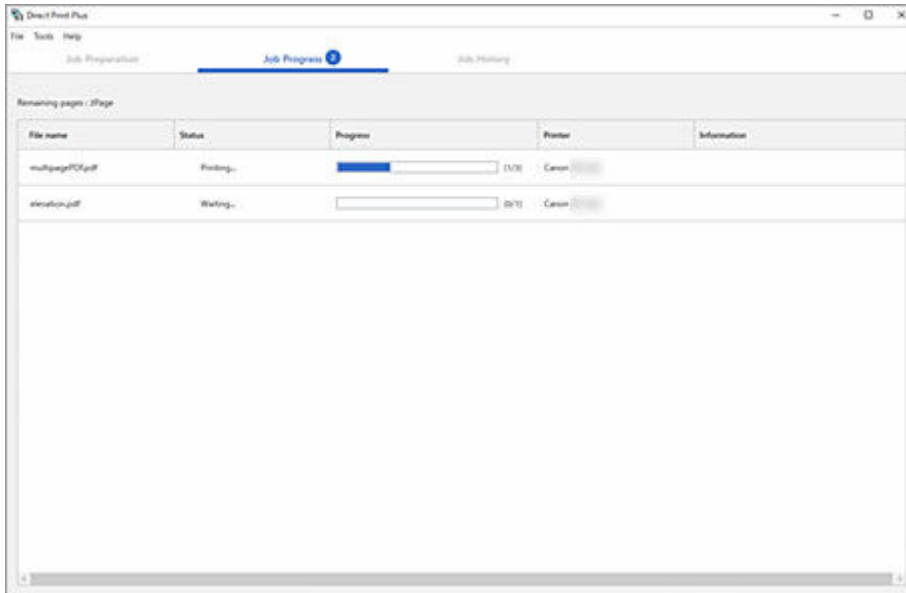 Direct Print Plus
File Tools Help
Job Preparation Job Progress 2 Job History
Remaining pages : 3Page
File name Status Progress Printer Information
multipagePDF.pdf Printing... [1/3] Canon
elevation.pdf Waiting... [0/1] Canon